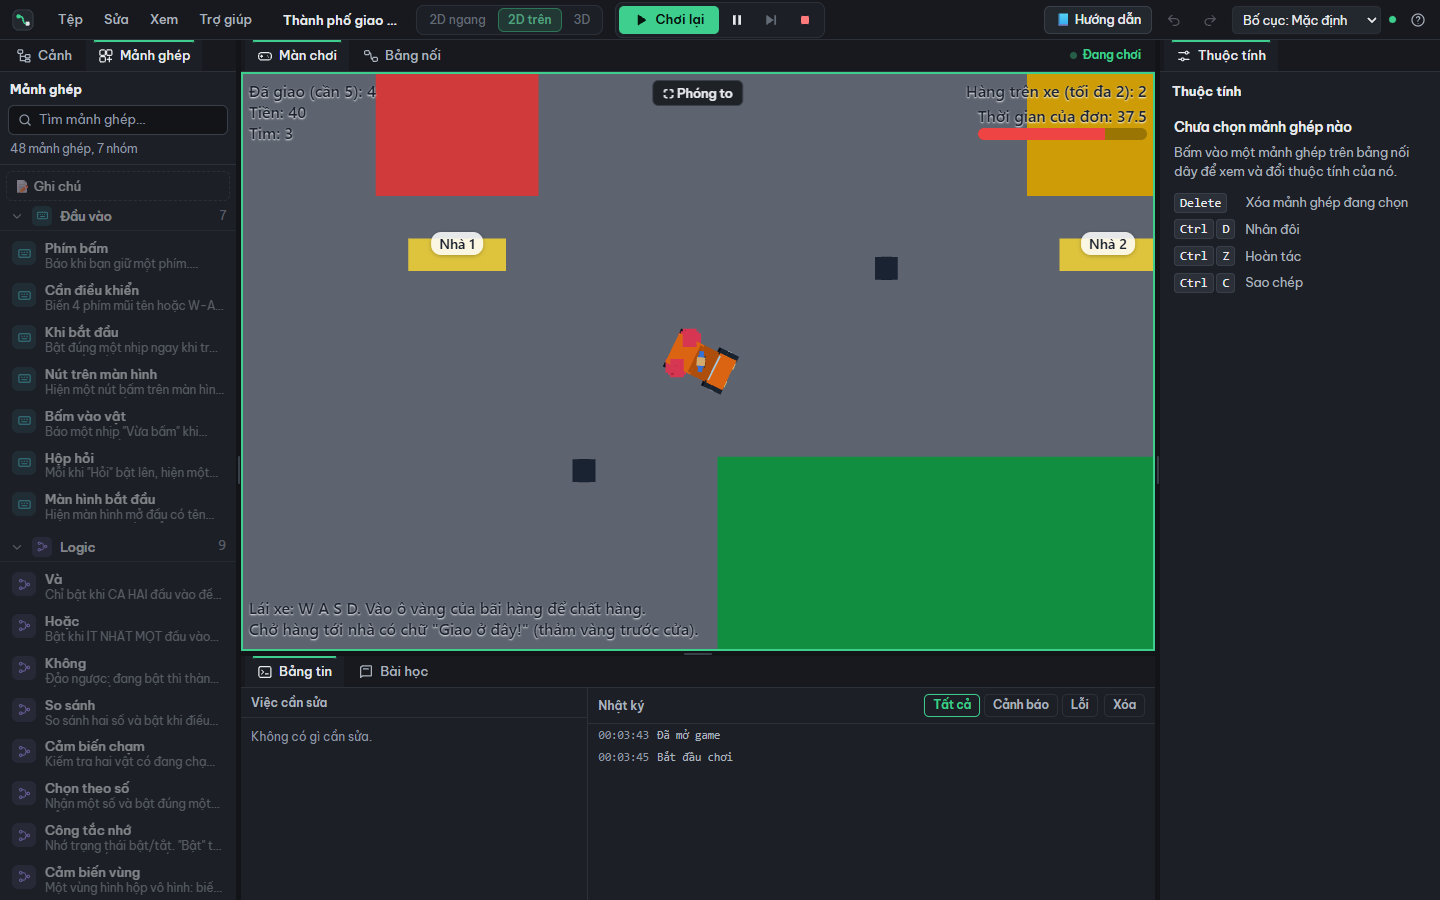 Tệp
Sửa
Xem
Trợ giúp
Thành phố giao ...
2D ngang
2D trên
3D
Chơi lại
Hướng dẫn
Bố cục: Mặc định
Cảnh
Mảnh ghép
Màn chơi
Bảng nối
Đang chơi
Thuộc tính
Mảnh ghép
Tìm mảnh ghép...
48 mảnh ghép, 7 nhóm
Ghi chú
Đầu vào
7
Phím bấm
Báo khi bạn giữ một phím....
Cần điều khiển
Biến 4 phím mũi tên hoặc W-A...
Khi bắt đầu
Bật đúng một nhịp ngay khi tr...
Nút trên màn hình
Hiện một nút bấm trên màn hìn...
Bấm vào vật
Báo một nhịp "Vừa bấm" khi...
Hộp hỏi
Mỗi khi "Hỏi" bật lên, hiện một...
Màn hình bắt đầu
Hiện màn hình mở đầu có tên...
Logic
9
Và
Chỉ bật khi CẢ HAI đầu vào đề...
Hoặc
Bật khi ÍT NHẤT MỘT đầu vào...
Không
Đảo ngược: đang bật thì thàn...
So sánh
So sánh hai số và bật khi điều...
Cảm biến chạm
Kiểm tra hai vật có đang chạ...
Chọn theo số
Nhận một số và bật đúng một...
Công tắc nhớ
Nhớ trạng thái bật/tắt. "Bật" t...
Cảm biến vùng
Một vùng hình hộp vô hình: biế...
Đã giao (cần 5): 4
Tiền: 40
Tim: 3
Phóng to
Hàng trên xe (tối đa 2): 2
Thời gian của đơn: 37.5
Nhà 1
Nhà 2
Lái xe: W A S D. Vào ô vàng của bãi hàng để chất hàng.
Chở hàng tới nhà có chữ "Giao ở đây!" (thảm vàng trước cửa).
Bảng tin
Bài học
Việc cần sửa
Không có gì cần sửa.
Nhật ký
Tất cả
Cảnh báo
Lỗi
Xóa
00:03:43 Đã mở game
00:03:45 Bắt đầu chơi
Thuộc tính
Chưa chọn mảnh ghép nào
Bấm vào một mảnh ghép trên bảng nối
dây để xem và đổi thuộc tính của nó.
Delete Xóa mảnh ghép đang chọn
Ctrl D Nhân đôi
Ctrl Z Hoàn tác
Ctrl C Sao chép